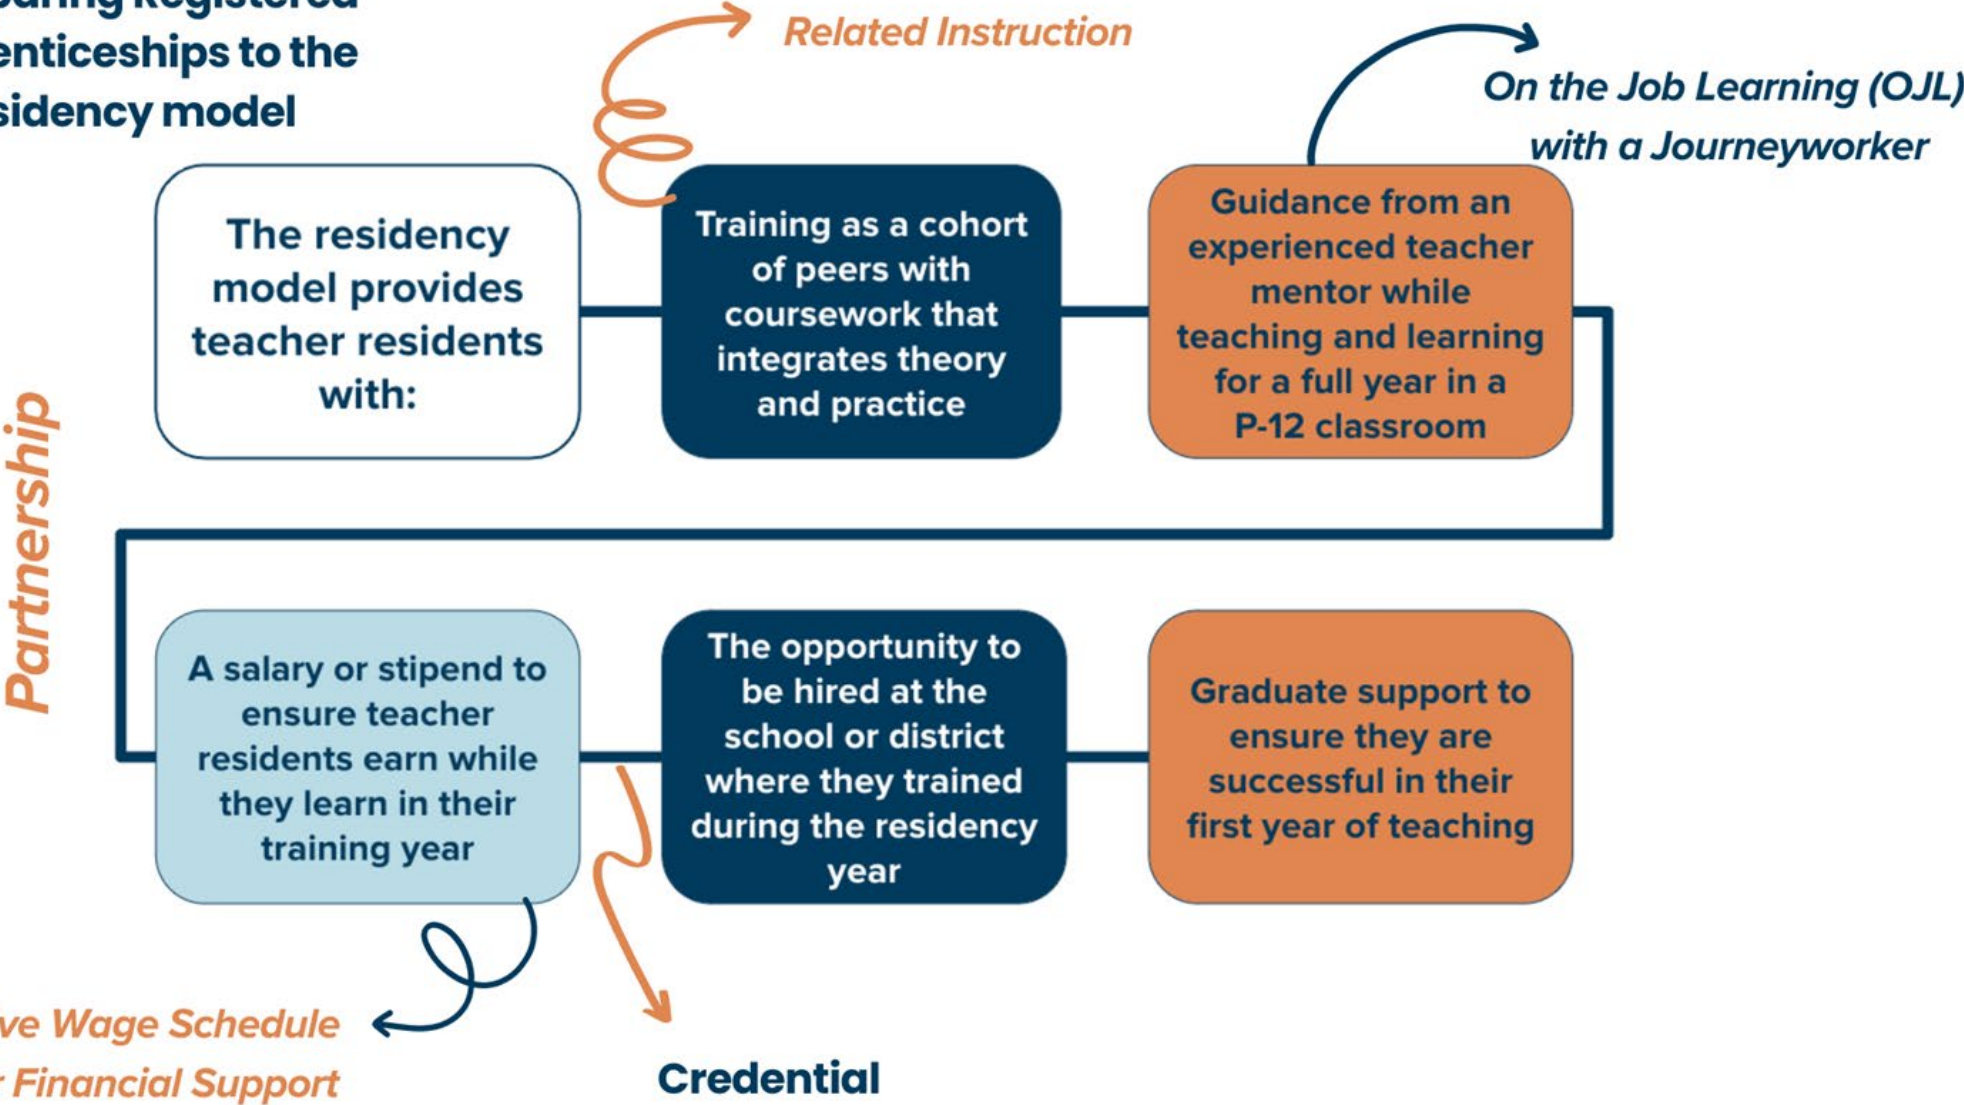 enticeships to the
sidency model
Related Instruction
On the Job Learning (OJL)
with a Journeyworker
The residency
model provides
teacher residents
with:
Training as a cohort
of peers with
coursework that
integrates theory
and practice
Guidance from an
experienced teacher
mentor while
teaching and learning
for a full year in a
P-12 classroom
Partnership
A salary or stipend to
ensure teacher
residents earn while
they learn in their
training year
The opportunity to
be hired at the
school or district
where they trained
during the residency
year
Graduate support to
ensure they are
successful in their
first year of teaching
ve Wage Schedule
Financial Support
Credential